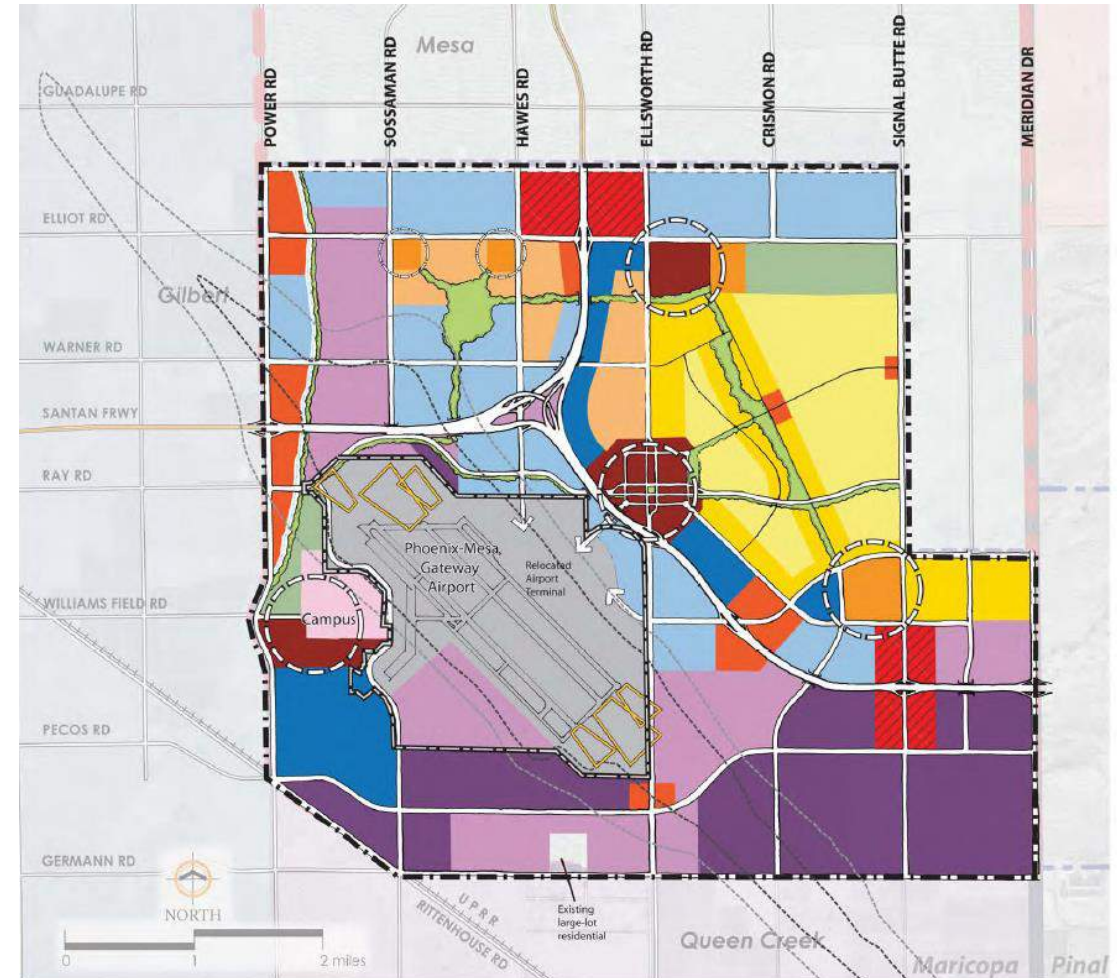 Mesa
POWER RD
SOSSAMAN RD
HAWES RD
ELLSWORTH RD
CRISMON RD
SIGNAL BUTTE RD
MERIDIAN DR
GUADALUPE RD
ELLIOT RD
Gilbert
WARNER RD
SANTAN FRWY
RAY RD
Phoenix-Mesa
Gateway
Airport
Relocated
Airport
Terminal
WILLIAMS FIELD RD
Campus
PECOS RD
GERMANN RD
NORTH
UPRR
RITTENHOUSE RD
Existing
large-lot
residential
Queen Creek
0 1 2 miles
Maricopa Pinal